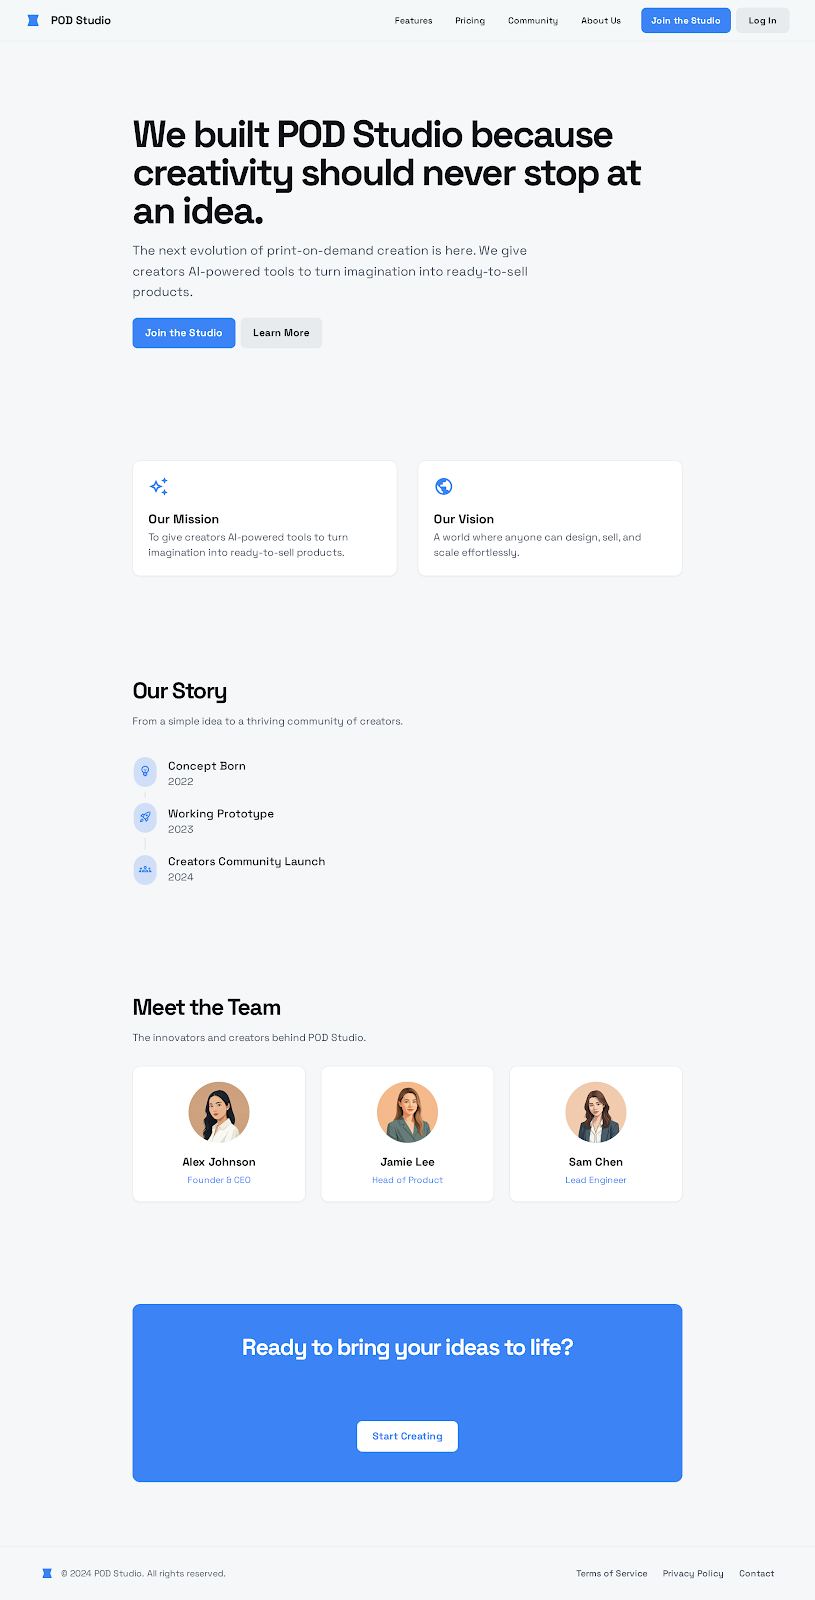 POD Studio
Features
Pricing
Community
About Us
Join the Studio
Log In
We built POD Studio because
creativity should never stop at
an idea.
The next evolution of print-on-demand creation is here. We give
creators AI-powered tools to turn imagination into ready-to-sell
products.
Join the Studio
Learn More
Our Mission
To give creators AI-powered tools to turn
imagination into ready-to-sell products.
Our Vision
A world where anyone can design, sell, and
scale effortlessly.
Our Story
From a simple idea to a thriving community of creators.
Concept Born
2022
Working Prototype
2023
Creators Community Launch
2024
Meet the Team
The innovators and creators behind POD Studio.
Alex Johnson
Founder & CEO
Jamie Lee
Head of Product
Sam Chen
Lead Engineer
Ready to bring your ideas to life?
Start Creating
© 2024 POD Studio. All rights reserved.
Terms of Service
Privacy Policy
Contact